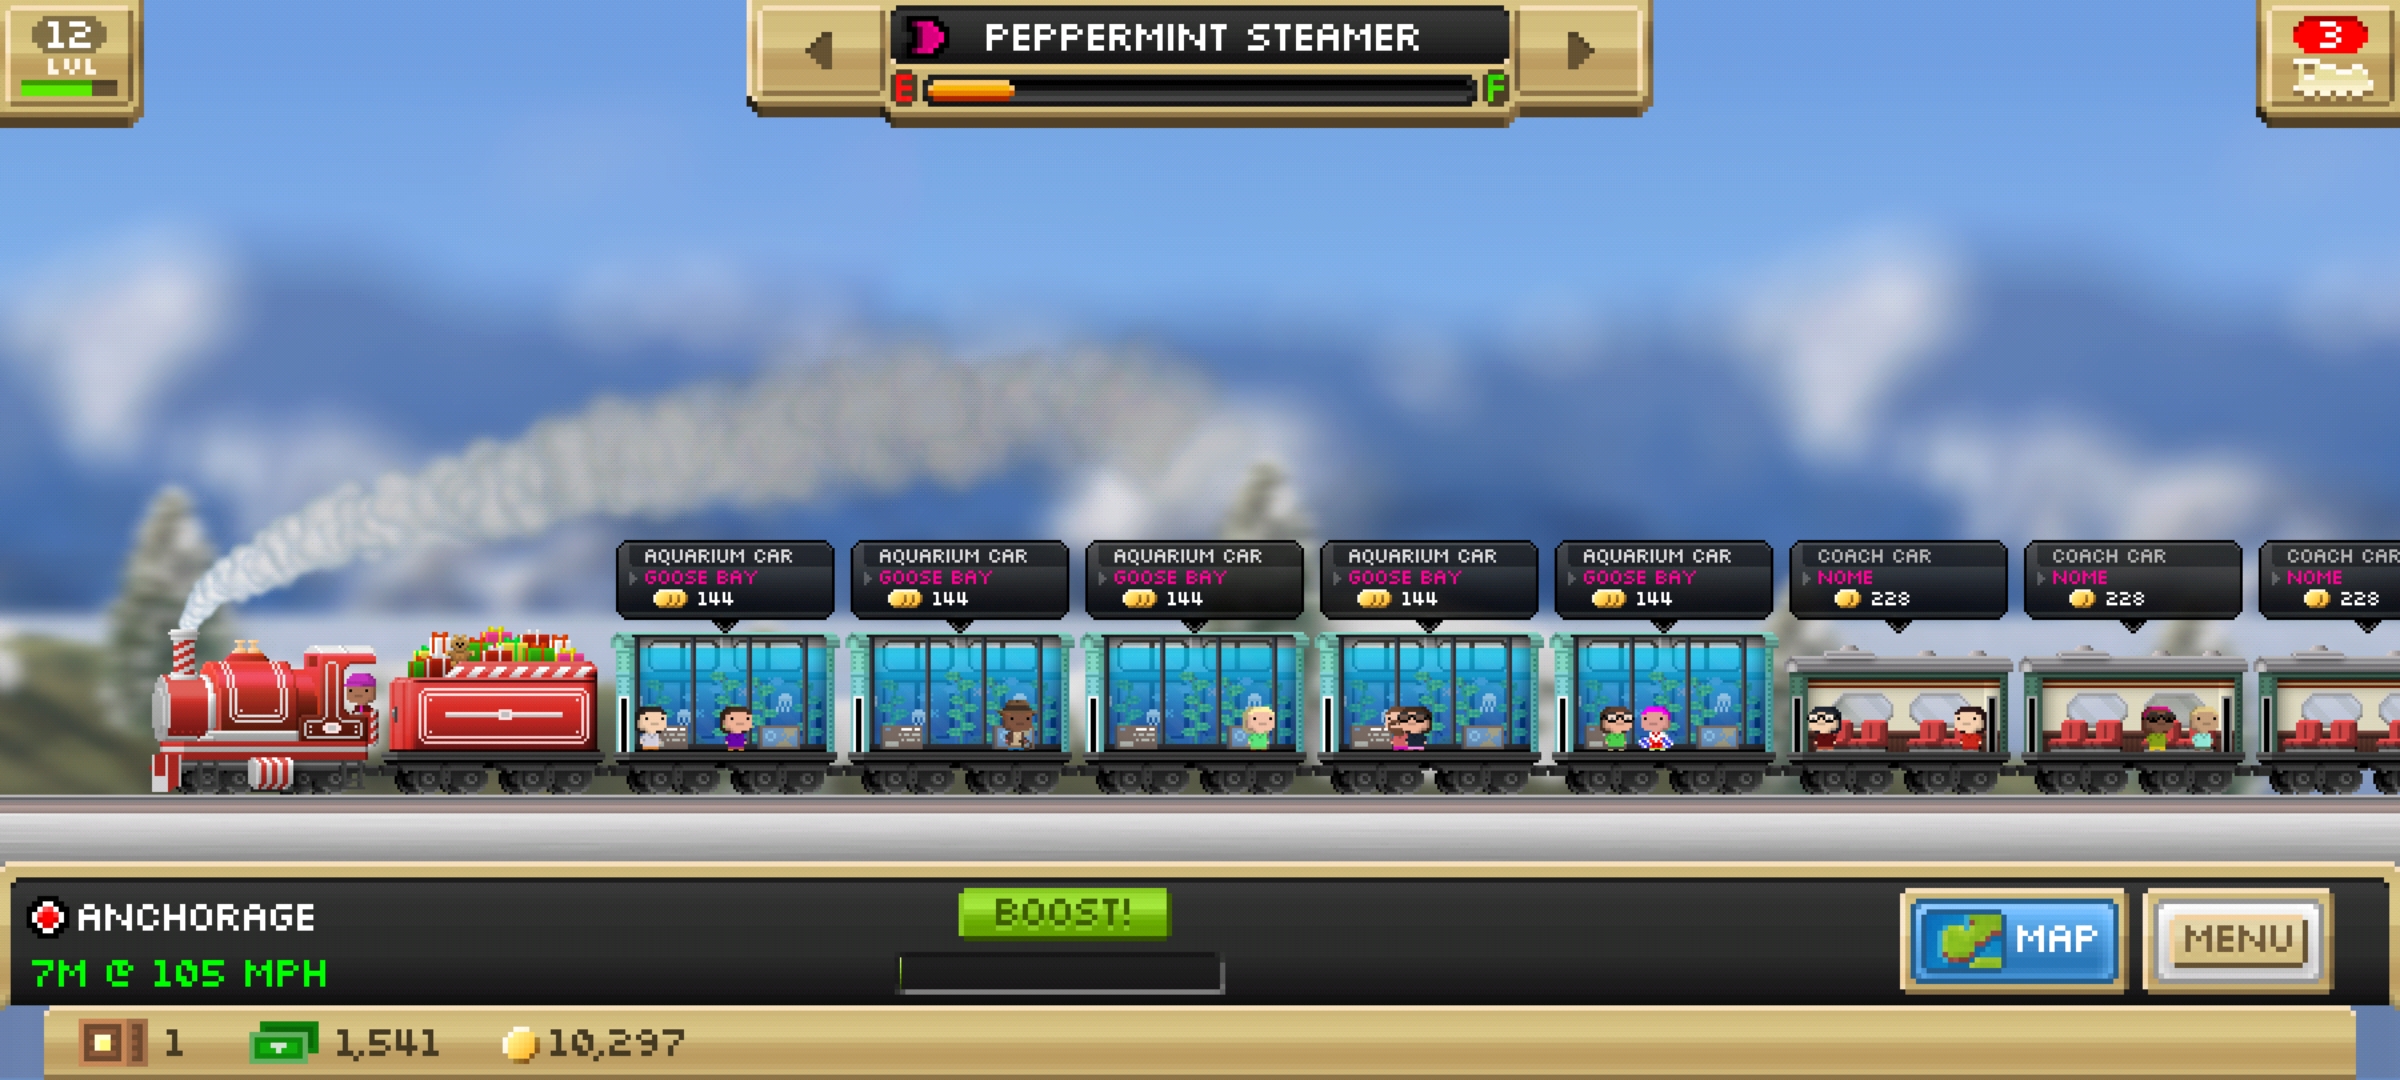 12
LVL
PEPPERMINT STEAMER
E F
3
AQUARIUM CAR
GOOSE BAY
144
AQUARIUM CAR
GOOSE BAY
144
AQUARIUM CAR
GOOSE BAY
144
AQUARIUM CAR
GOOSE BAY
144
AQUARIUM CAR
GOOSE BAY
144
COACH CAR
NOME
228
COACH CAR
NOME
228
COACH CAR
NOME
228
ANCHORAGE
7M @ 105 MPH
BOOST!
MAP
MENU
1 1,541 10,297